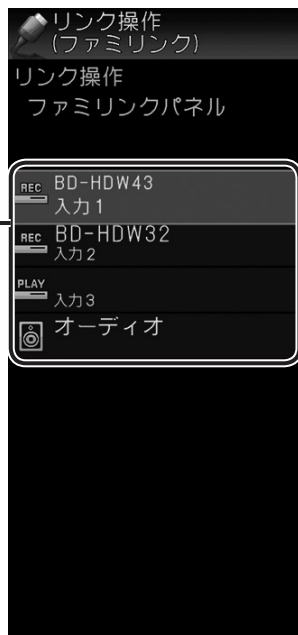 リンク操作
(ファミリンク)
リンク操作
ファミリンクパネル
REC BD-HDW43
入力1
REC BD-HDW32
入力2
PLAY
入力3
オーディオ